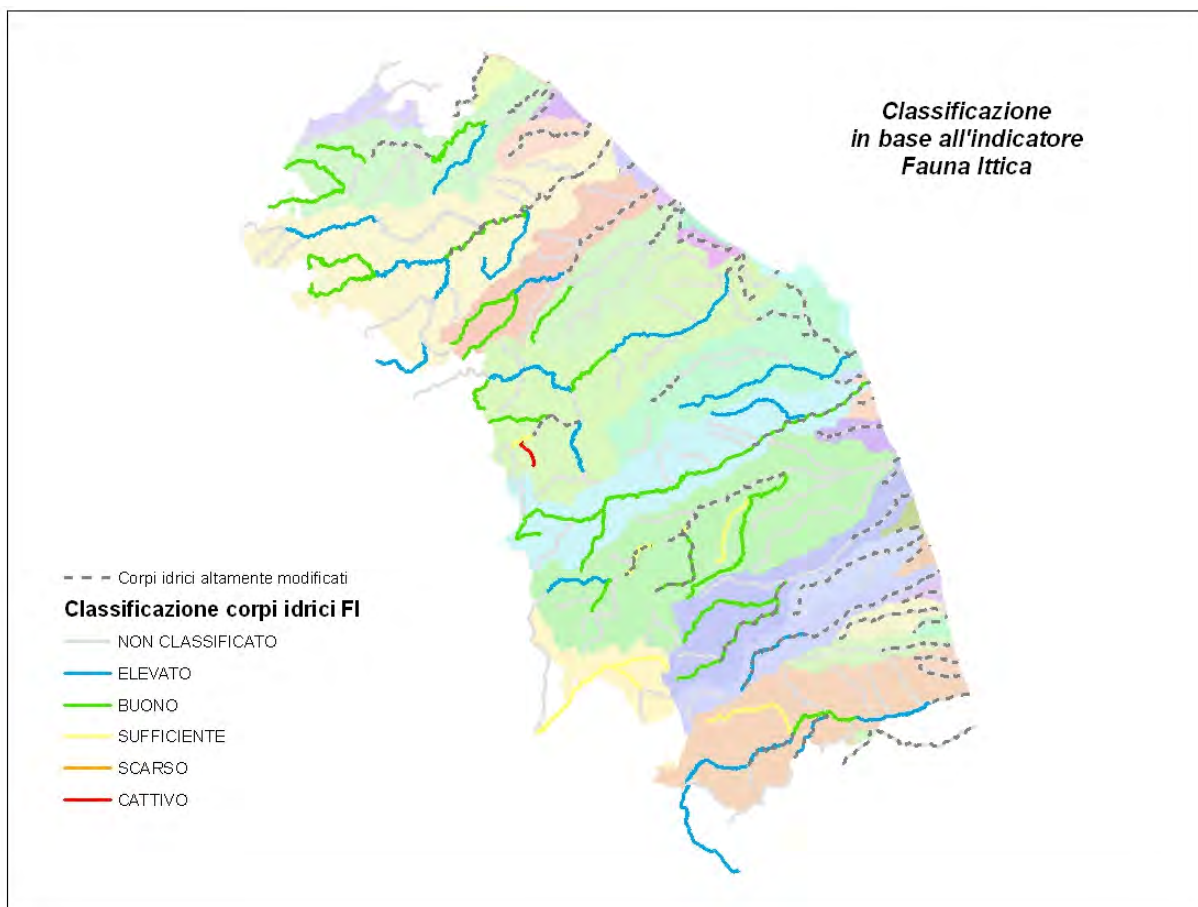 Classificazione
in base all'indicatore
Fauna Ittica
Corpi idrici altamente modificati
Classificazione corpi idrici FI
NON CLASSIFICATO
ELEVATO
BUONO
SUFFICIENTE
SCARSO
CATTIVO